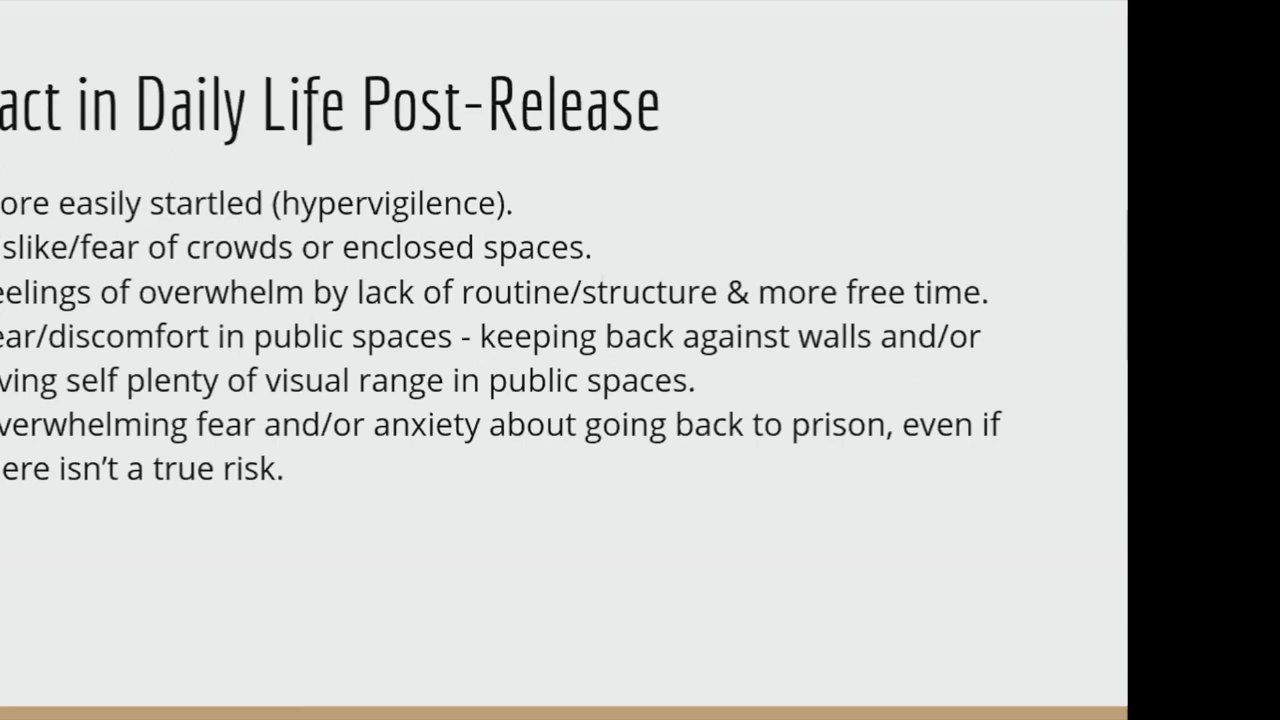 act in Daily Life Post-Release
ore easily startled (hypervigilence).
slike/fear of crowds or enclosed spaces.
eelings of overwhelm by lack of routine/structure & more free time.
ear/discomfort in public spaces - keeping back against walls and/or
ving self plenty of visual range in public spaces.
verwhelming fear and/or anxiety about going back to prison, even if
ere isn’t a true risk.